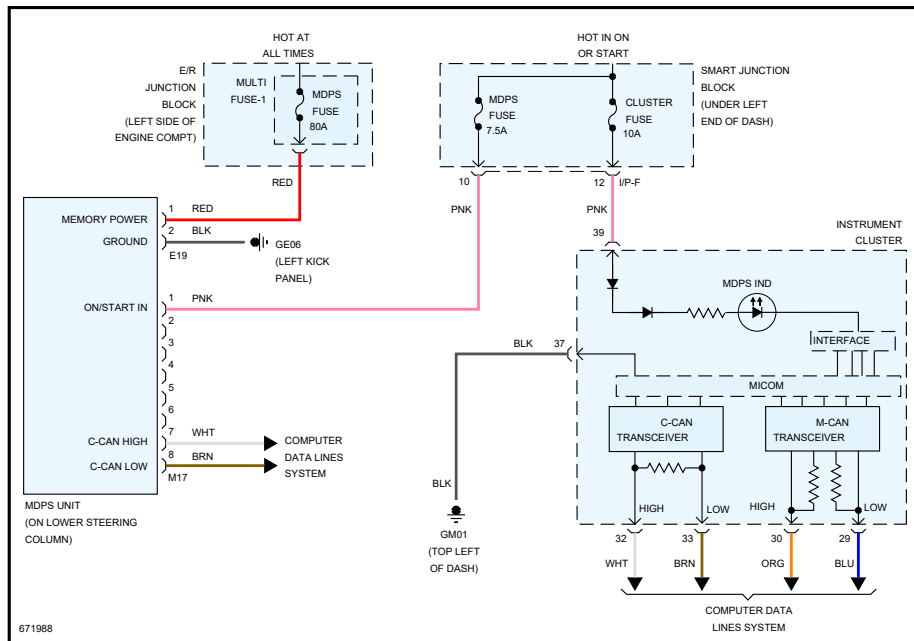 HOT AT
ALL TIMES
HOT IN ON
OR START
E/R
JUNCTION
BLOCK
(LEFT SIDE OF
ENGINE COMPT)
MULTI
FUSE-1
MDPS
FUSE
80A
MDPS
FUSE
7.5A
CLUSTER
FUSE
10A
SMART JUNCTION
BLOCK
(UNDER LEFT
END OF DASH)
RED
10
12 I/P-F
PNK
PNK
39
INSTRUMENT
CLUSTER
MEMORY POWER
1 RED
GROUND
2 BLK
E19
GE06
(LEFT KICK
PANEL)
ON/START IN
1 PNK
2
3
4
5
6
7 WHT
C-CAN HIGH
8 BRN
C-CAN LOW
M17
COMPUTER
DATA LINES
SYSTEM
MDPS UNIT
(ON LOWER STEERING
COLUMN)
MDPS IND
INTERFACE
BLK 37
MICOM
C-CAN
TRANSCEIVER
M-CAN
TRANSCEIVER
BLK
GM01
(TOP LEFT
OF DASH)
HIGH
LOW
HIGH
LOW
32
33
30
29
WHT
BRN
ORG
BLU
COMPUTER DATA
LINES SYSTEM
671988